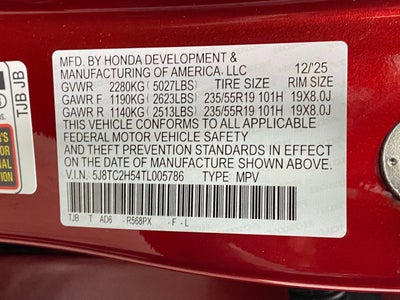 MFD. BY HONDA DEVELOPMENT &
MANUFACTURING OF AMERICA, LLC 12/'25
GVWR 2280KG (5027LBS) TIRE SIZE RIM SIZE
GAWR F 1190KG (2623LBS) 235/55R19 101H 19X8.0J
GAWR R 1140KG (2513LBS) 235/55R19 101H 19X8.0J
THIS VEHICLE CONFORMS TO ALL APPLICABLE
FEDERAL MOTOR VEHICLE SAFETY
AND THEFT PREVENTION STANDARDS IN EFFECT
ON THE DATE OF MANUFACTURE SHOWN ABOVE.
V.I.N.: 5J8TC2H54TL005786 TYPE: MPV
TJB T AD6 -R568PX -F -L
TJB JB